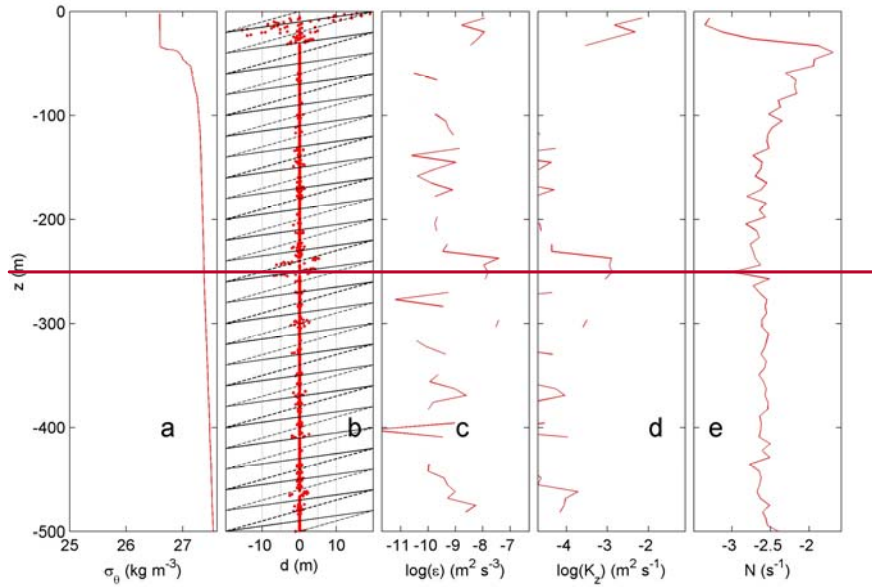 0
-100
-200
-300
-400
-500
z (m)
a b c d e
25 26 27
-10 0 10
-11 -10 -9 -8 -7
-4 -3 -2 -1
-3 -2.5 -2
σθ (kg m⁻³)
d (m)
log(ε) (m² s⁻³)
log(Kz) (m² s⁻¹)
N (s⁻¹)